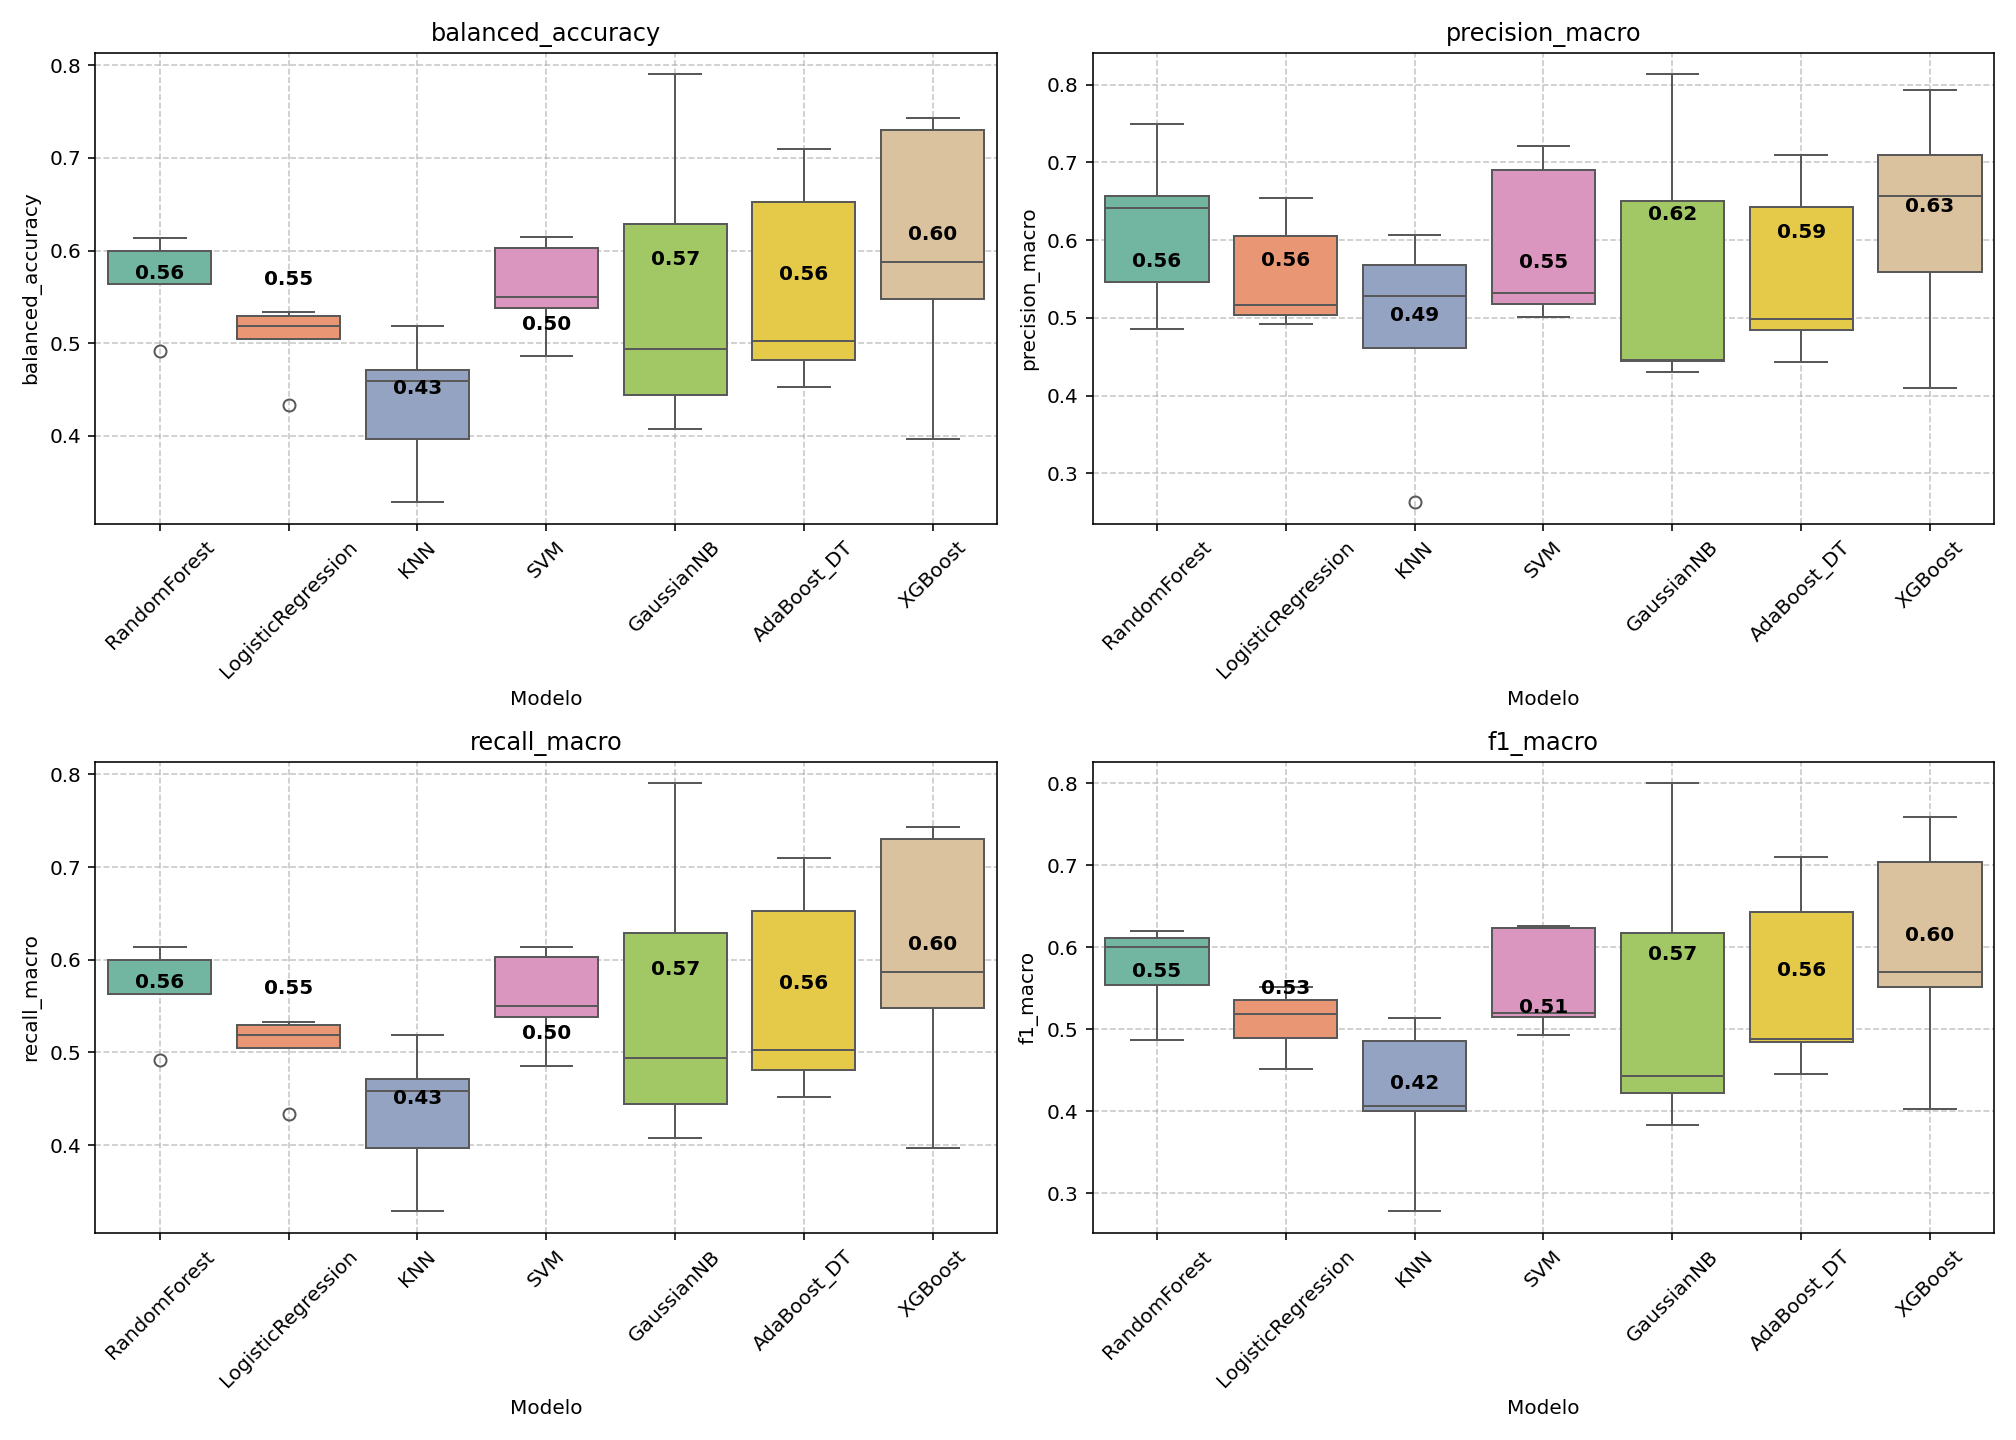 balanced_accuracy
balanced_accuracy
0.8
0.7
0.6
0.5
0.4
0.56
0.55
0.43
0.50
0.57
0.56
0.60
RandomForest
LogisticRegression
KNN
SVM
GaussianNB
AdaBoost_DT
XGBoost
Modelo
precision_macro
precision_macro
0.8
0.7
0.6
0.5
0.4
0.3
0.56
0.56
0.49
0.55
0.62
0.59
0.63
RandomForest
LogisticRegression
KNN
SVM
GaussianNB
AdaBoost_DT
XGBoost
Modelo
recall_macro
recall_macro
0.8
0.7
0.6
0.5
0.4
0.56
0.55
0.43
0.50
0.57
0.56
0.60
RandomForest
LogisticRegression
KNN
SVM
GaussianNB
AdaBoost_DT
XGBoost
Modelo
f1_macro
f1_macro
0.8
0.7
0.6
0.5
0.4
0.3
0.55
0.53
0.42
0.51
0.57
0.56
0.60
RandomForest
LogisticRegression
KNN
SVM
GaussianNB
AdaBoost_DT
XGBoost
Modelo